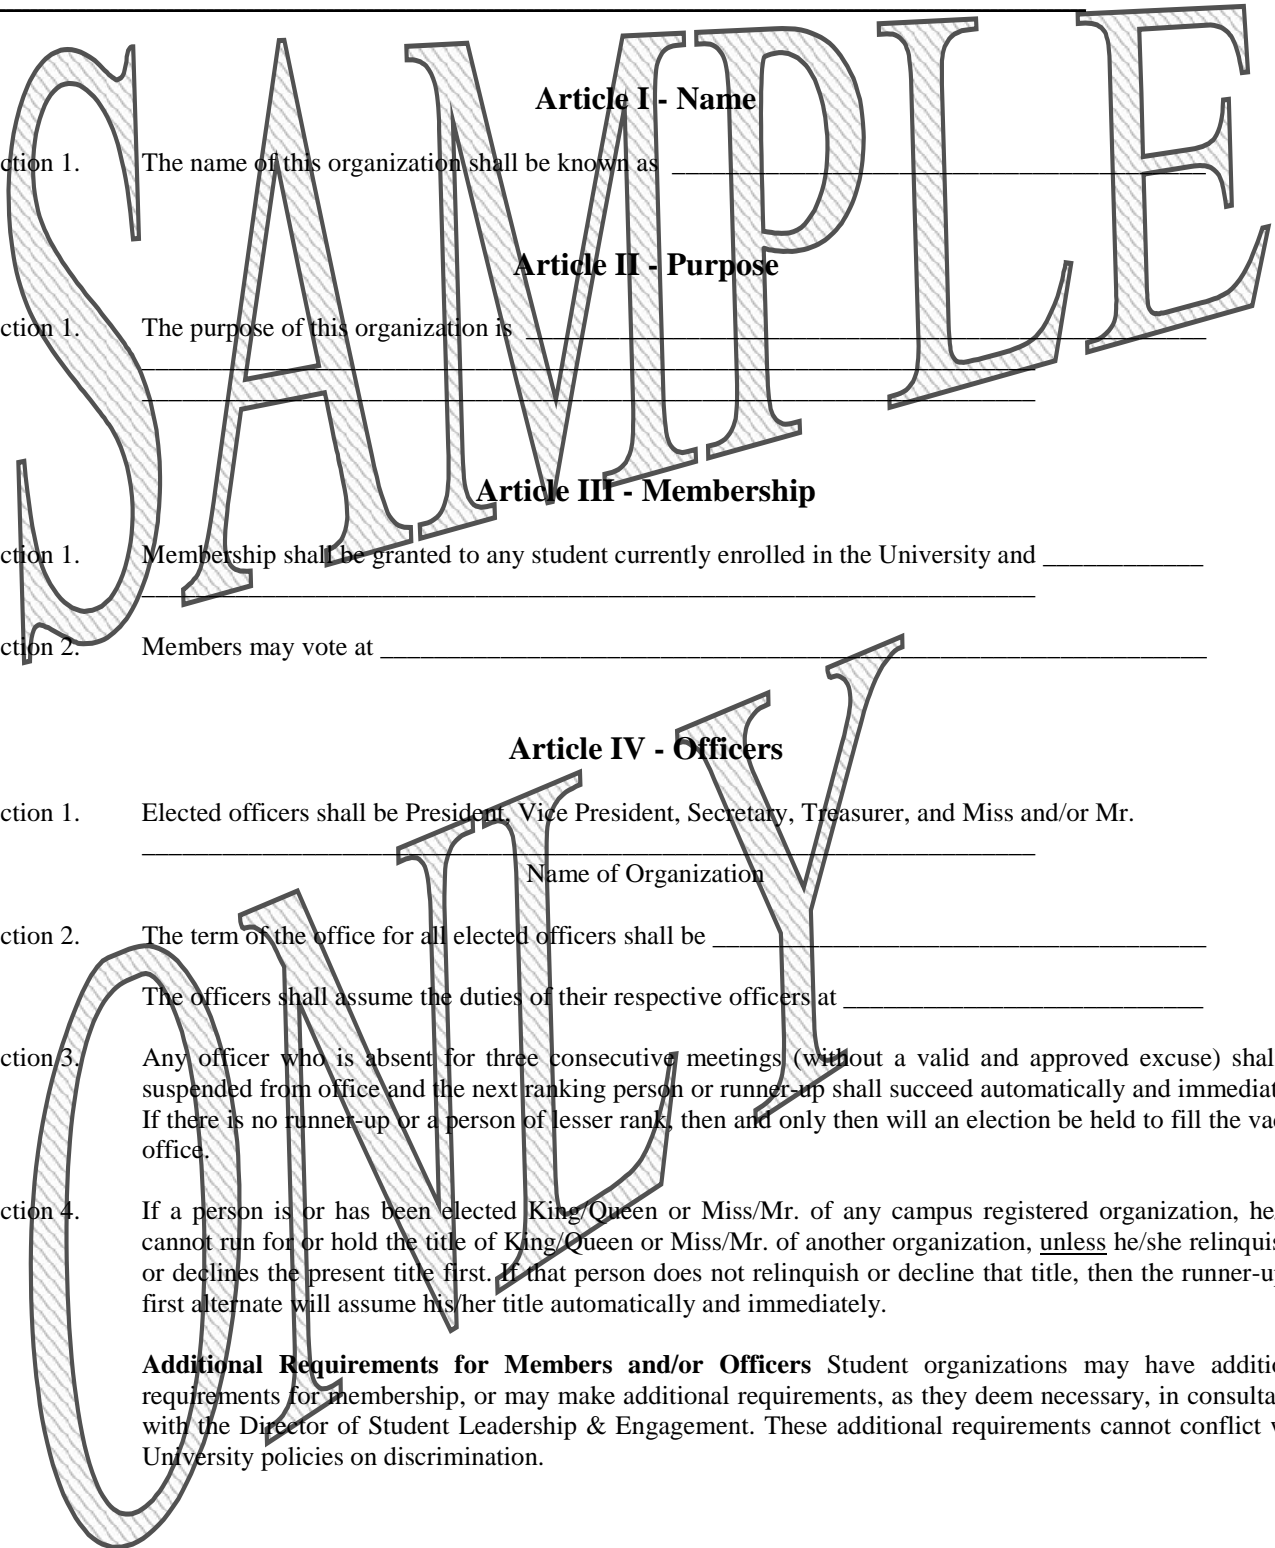 SAMPLE
ONLY
Article I - Name
ction 1. The name of this organization shall be known as ________________________________________
Article II - Purpose
ction 1. The purpose of this organization is ___________________________________________________
___________________________________________________________________
___________________________________________________________________
Article III - Membership
ction 1. Membership shall be granted to any student currently enrolled in the University and ____________
___________________________________________________________________
ction 2. Members may vote at ______________________________________________________________
Article IV - Officers
ction 1. Elected officers shall be President, Vice President, Secretary, Treasurer, and Miss and/or Mr.
___________________________________________________________________
Name of Organization
ction 2. The term of the office for all elected officers shall be _____________________________________
The officers shall assume the duties of their respective officers at ___________________________
ction 3. Any officer who is absent for three consecutive meetings (without a valid and approved excuse) shal
suspended from office and the next ranking person or runner-up shall succeed automatically and immediat
If there is no runner-up or a person of lesser rank, then and only then will an election be held to fill the va
office.
ction 4. If a person is or has been elected King/Queen or Miss/Mr. of any campus registered organization, he
cannot run for or hold the title of King/Queen or Miss/Mr. of another organization, unless he/she relinquis
or declines the present title first. If that person does not relinquish or decline that title, then the runner-u
first alternate will assume his/her title automatically and immediately.
Additional Requirements for Members and/or Officers Student organizations may have additio
requirements for membership, or may make additional requirements, as they deem necessary, in consulta
with the Director of Student Leadership & Engagement. These additional requirements cannot conflict w
University policies on discrimination.